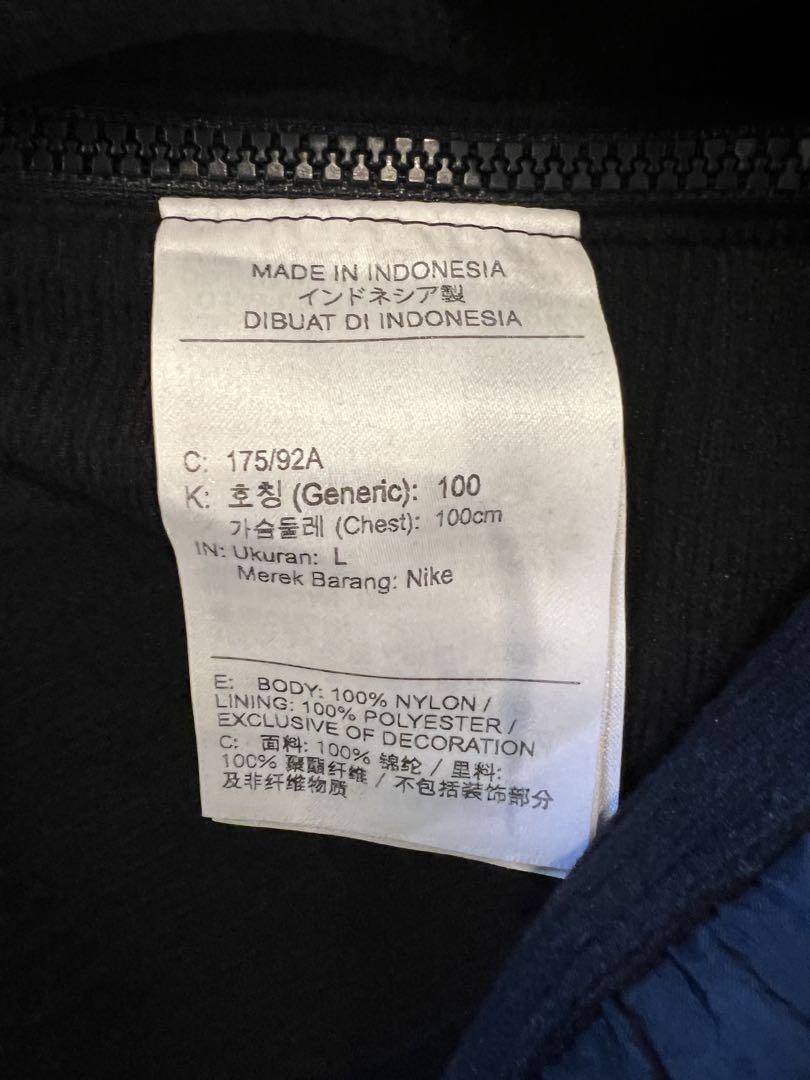 MADE IN INDONESIA
インドネシア製
DIBUAT DI INDONESIA
C: 175/92A
K: 호칭 (Generic): 100
가슴둘레 (Chest): 100cm
IN: Ukuran: L
Merek Barang: Nike
E: BODY: 100% NYLON /
LINING: 100% POLYESTER /
EXCLUSIVE OF DECORATION
C: 面料: 100% 锦纶 / 里料:
100% 聚酯纤维 / 不包括装饰部分
及非纤维物质